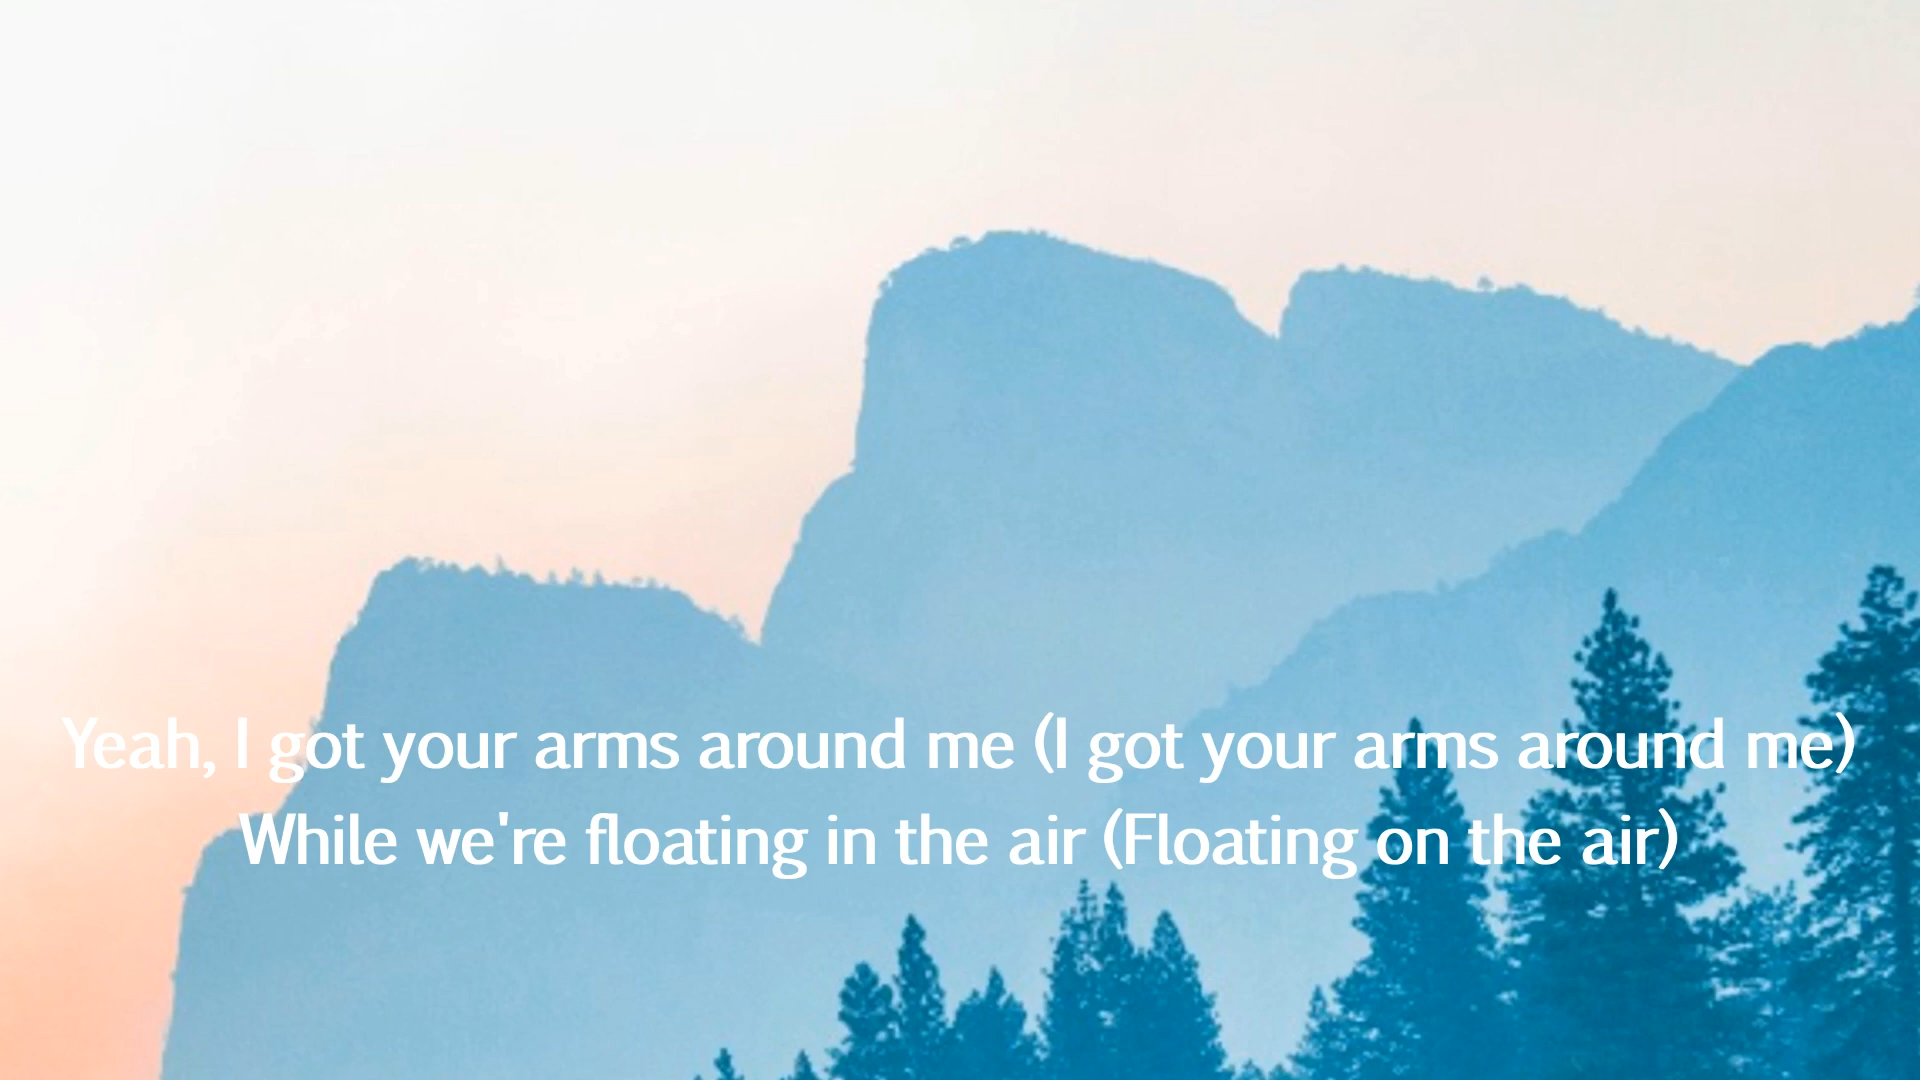 Yeah, I got your arms around me (I got your arms around me)
While we're floating in the air (Floating on the air)